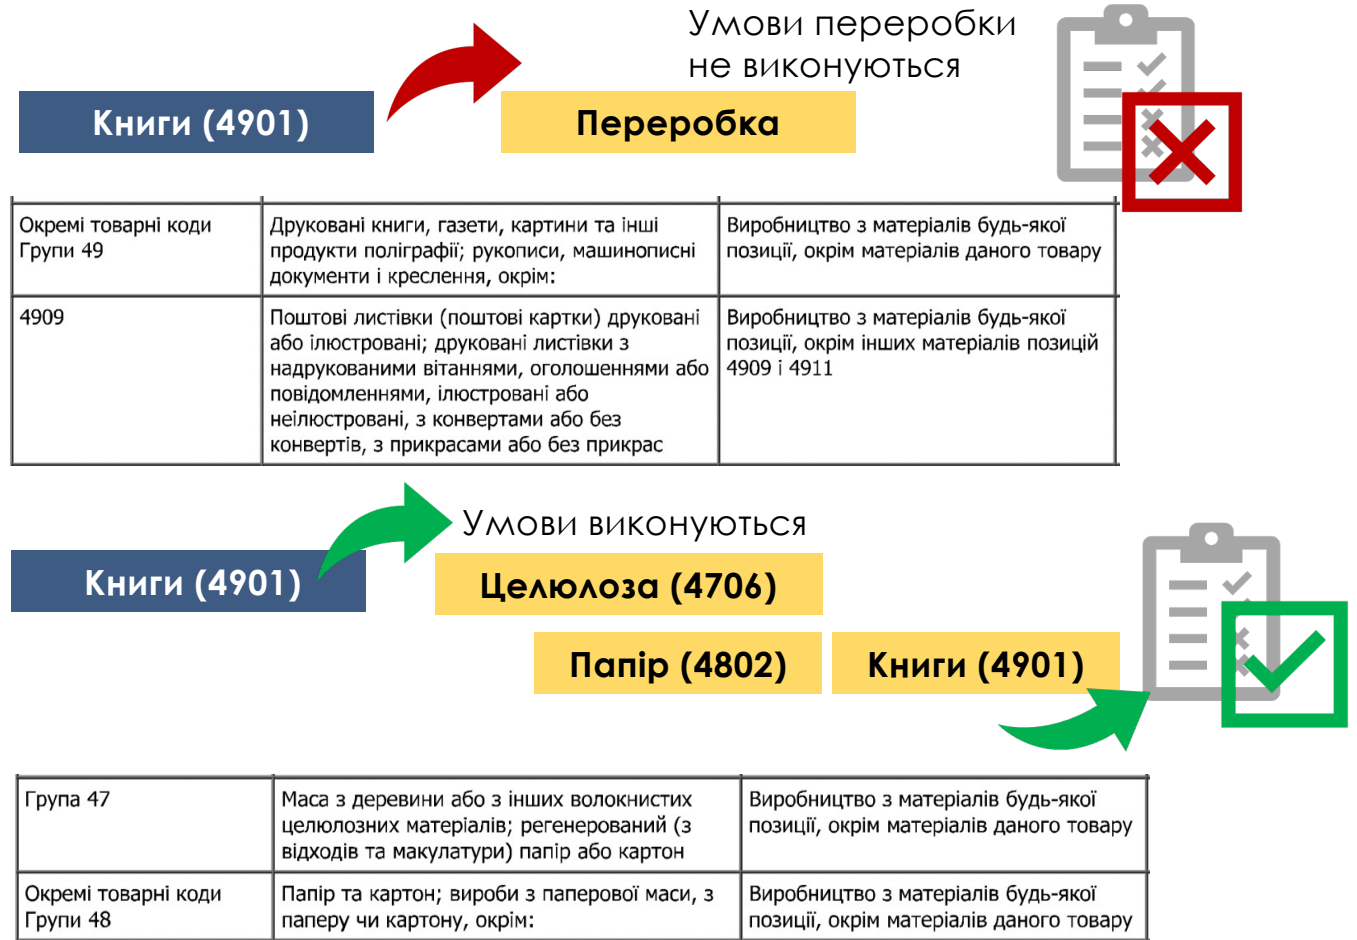 Умови переробки
не виконуються
Книги (4901)
Переробка
Окремі товарні коди
Групи 49
Друковані книги, газети, картини та інші
продукти поліграфії; рукописи, машинописні
документи і креслення, окрім:
Виробництво з матеріалів будь-якої
позиції, окрім матеріалів даного товару
4909
Поштові листівки (поштові картки) друковані
або ілюстровані; друковані листівки з
надрукованими вітаннями, оголошеннями або
повідомленнями, ілюстровані або
неілюстровані, з конвертами або без
конвертів, з прикрасами або без прикрас
Виробництво з матеріалів будь-якої
позиції, окрім інших матеріалів позицій
4909 і 4911
Умови виконуються
Книги (4901)
Целюлоза (4706)
Папір (4802)
Книги (4901)
Група 47
Маса з деревини або з інших волокнистих
целюлозних матеріалів; регенерований (з
відходів та макулатури) папір або картон
Виробництво з матеріалів будь-якої
позиції, окрім матеріалів даного товару
Окремі товарні коди
Групи 48
Папір та картон; вироби з паперової маси, з
паперу чи картону, окрім:
Виробництво з матеріалів будь-якої
позиції, окрім матеріалів даного товару